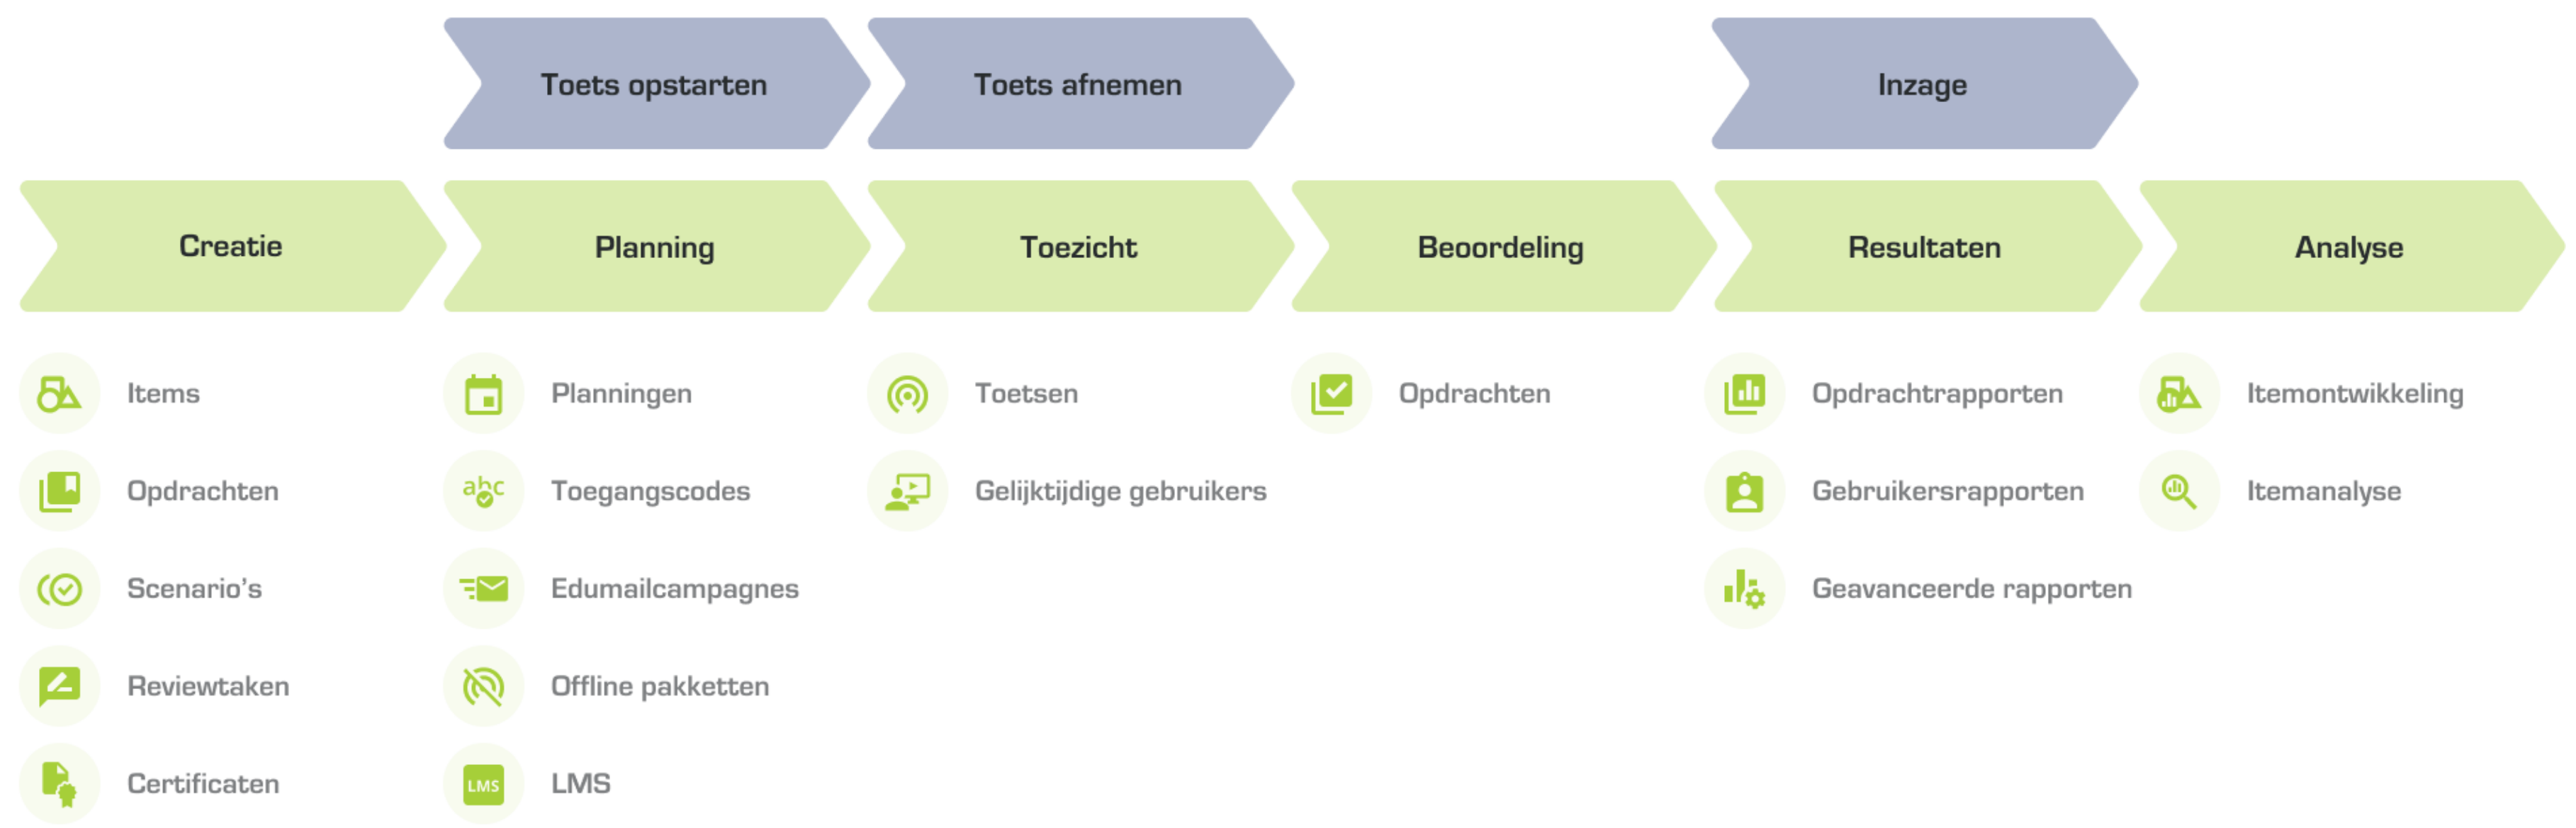 Toets opstarten
Toets afnemen
Inzage
Creatie
Planning
Toezicht
Beoordeling
Resultaten
Analyse
Items
Opdrachten
Scenario's
Reviewtaken
Certificaten
Planningen
abc Toegangscodes
Edumailcampagnes
Offline pakketten
LMS LMS
Toetsen
Gelijktijdige gebruikers
Opdrachten
Opdrachtrapporten
Gebruikersrapporten
Geavanceerde rapporten
Itemontwikkeling
Itemanalyse